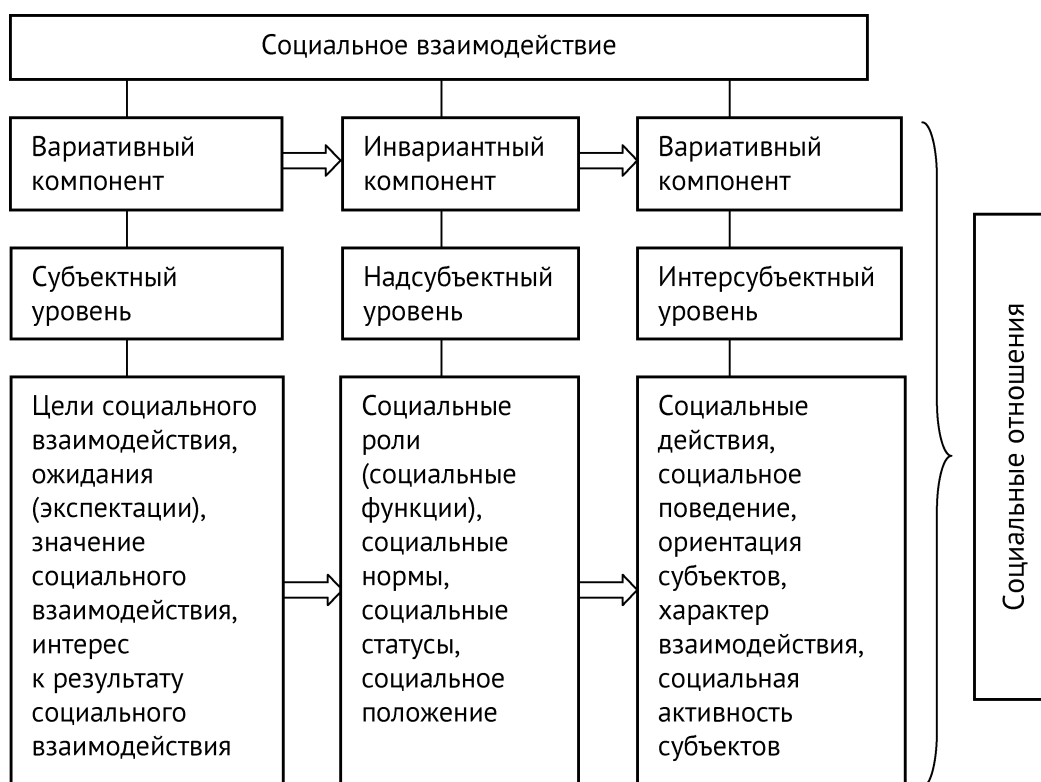 Социальное взаимодействие
Вариативный
компонент
Инвариантный
компонент
Вариативный
компонент
Субъектный
уровень
Надсубъектный
уровень
Интерсубъектный
уровень
Цели социального
взаимодействия,
ожидания
(экспектации),
значение
социального
взаимодействия,
интерес
к результату
социального
взаимодействия
Социальные
роли
(социальные
функции),
социальные
нормы,
социальные
статусы,
социальное
положение
Социальные
действия,
социальное
поведение,
ориентация
субъектов,
характер
взаимодействия,
социальная
активность
субъектов
Социальные отношения